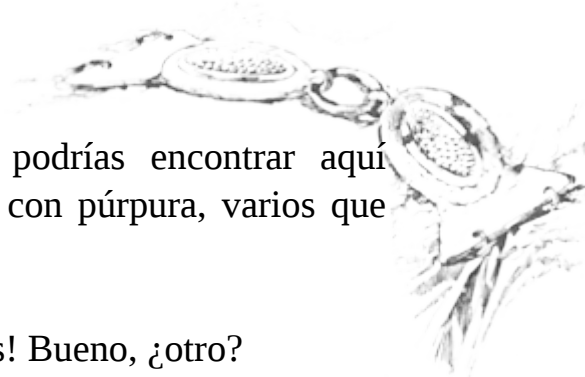 podrías encontrar aquí
con púrpura, varios que
s! Bueno, ¿otro?